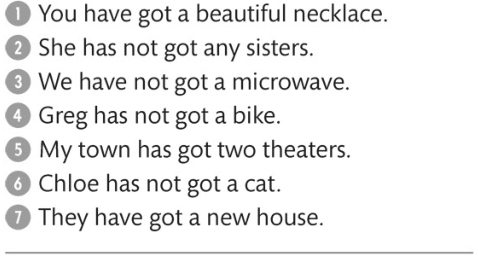 1 You have got a beautiful necklace.
2 She has not got any sisters.
3 We have not got a microwave.
4 Greg has not got a bike.
5 My town has got two theaters.
6 Chloe has not got a cat.
7 They have got a new house.